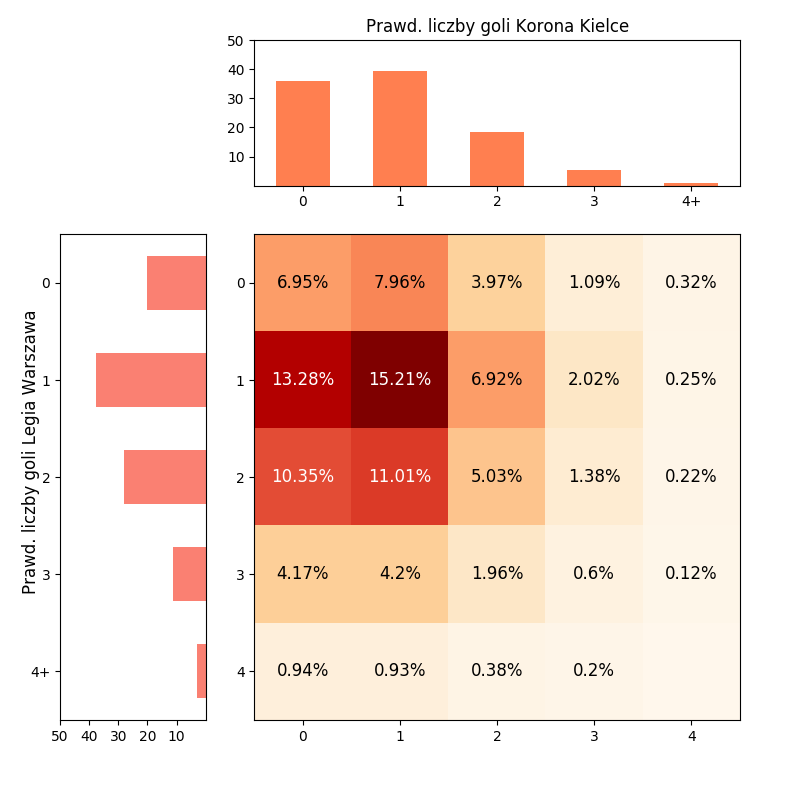 Prawd. liczby goli Korona Kielce
50
40
30
20
10
0 1 2 3 4+
Prawd. liczby goli Legia Warszawa
0
1
2
3
4+
50 40 30 20 10
0 6.95% 7.96% 3.97% 1.09% 0.32%
1 13.28% 15.21% 6.92% 2.02% 0.25%
2 10.35% 11.01% 5.03% 1.38% 0.22%
3 4.17% 4.2% 1.96% 0.6% 0.12%
4 0.94% 0.93% 0.38% 0.2%
0 1 2 3 4